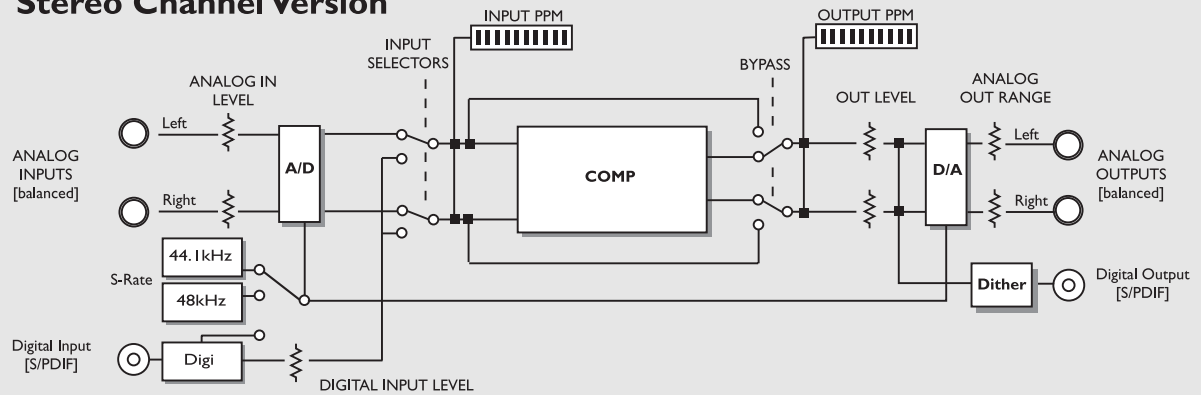 Stereo Channel Version
INPUT PPM
OUTPUT PPM
INPUT
SELECTORS
BYPASS
ANALOG IN
LEVEL
OUT LEVEL
ANALOG
OUT RANGE
Left
Left
ANALOG
INPUTS
[balanced]
A/D
COMP
D/A
ANALOG
OUTPUTS
[balanced]
Right
Right
S-Rate
44.1kHz
48kHz
Dither
Digital Output
[S/PDIF]
Digital Input
[S/PDIF]
Digi
DIGITAL INPUT LEVEL